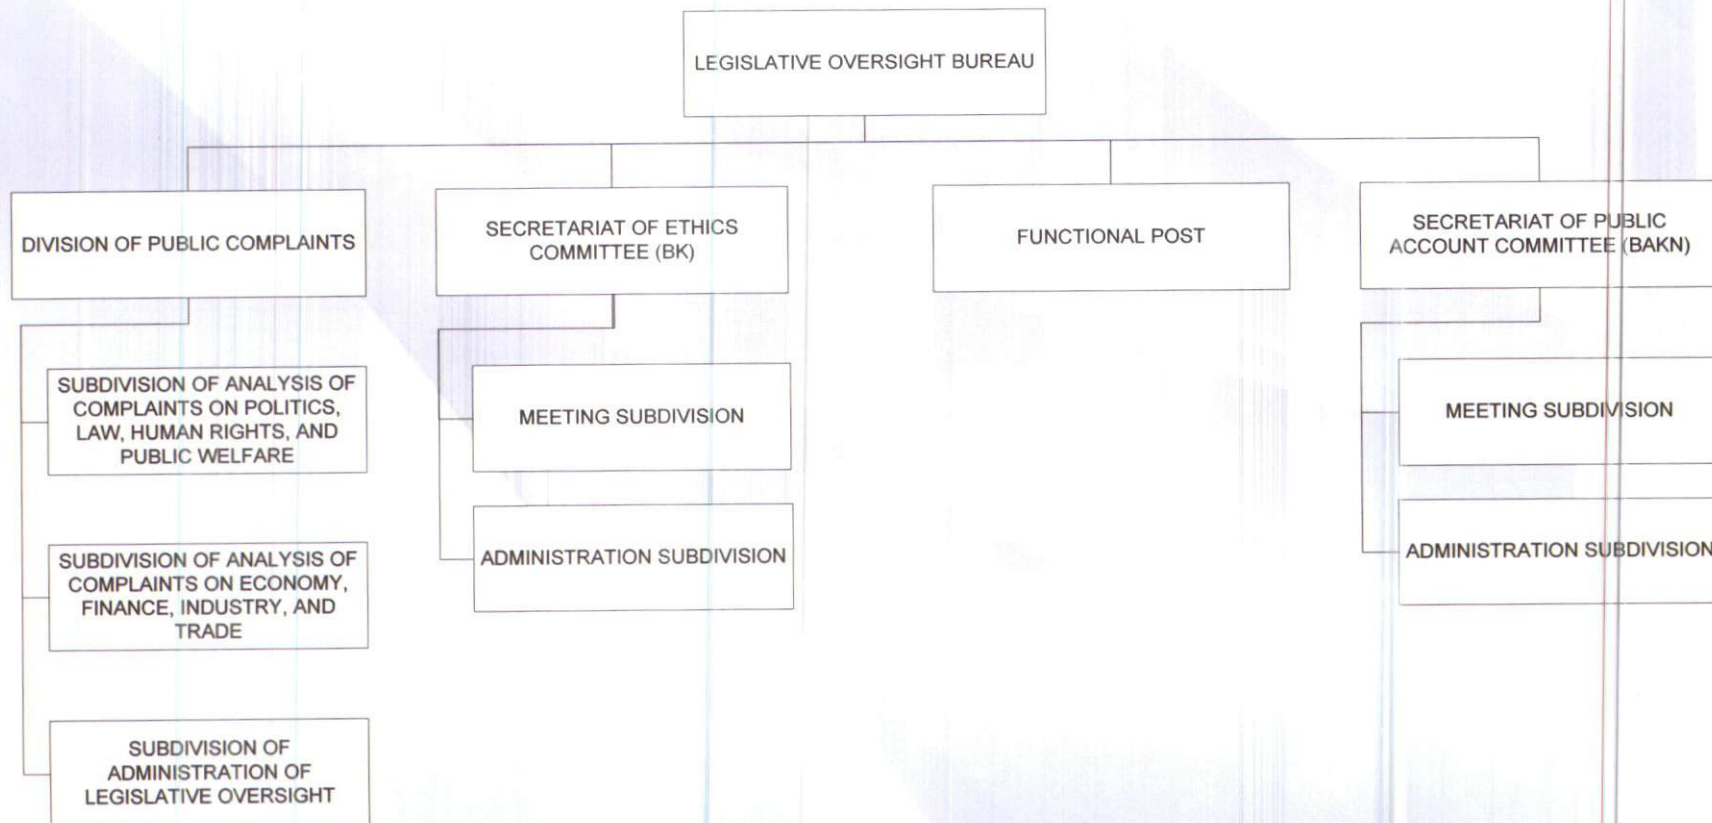 LEGISLATIVE OVERSIGHT BUREAU
DIVISION OF PUBLIC COMPLAINTS
SECRETARIAT OF ETHICS
COMMITTEE (BK)
FUNCTIONAL POST
SECRETARIAT OF PUBLIC
ACCOUNT COMMITTEE (BAKN)
SUBDIVISION OF ANALYSIS OF
COMPLAINTS ON POLITICS,
LAW, HUMAN RIGHTS, AND
PUBLIC WELFARE
SUBDIVISION OF ANALYSIS OF
COMPLAINTS ON ECONOMY,
FINANCE, INDUSTRY, AND
TRADE
SUBDIVISION OF
ADMINISTRATION OF
LEGISLATIVE OVERSIGHT
MEETING SUBDIVISION
ADMINISTRATION SUBDIVISION
MEETING SUBDIVISION
ADMINISTRATION SUBDIVISION